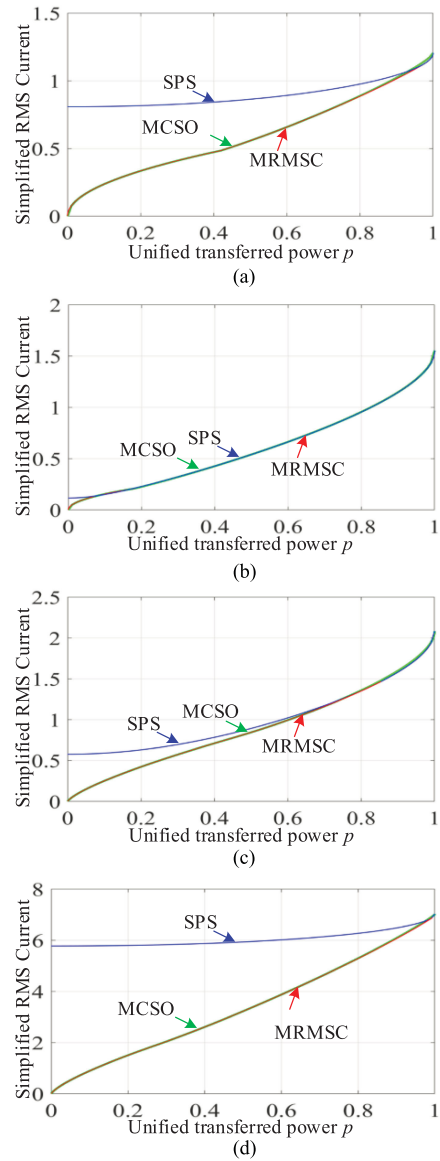 1.5
Simplified RMS Current
SPS
1
MCSO
0.5
MRMSC
0
0 0.2 0.4 0.6 0.8 1
Unified transferred power p
(a)
2
Simplified RMS Current
1.5
1
SPS
MCSO
0.5
MRMSC
0
0 0.2 0.4 0.6 0.8 1
Unified transferred power p
(b)
2.5
Simplified RMS Current
2
1.5
MCSO
1
SPS
MRMSC
0.5
0
0 0.2 0.4 0.6 0.8 1
Unified transferred power p
(c)
8
Simplified RMS Current
SPS
6
4
MCSO
MRMSC
2
0
0 0.2 0.4 0.6 0.8 1
Unified transferred power p
(d)